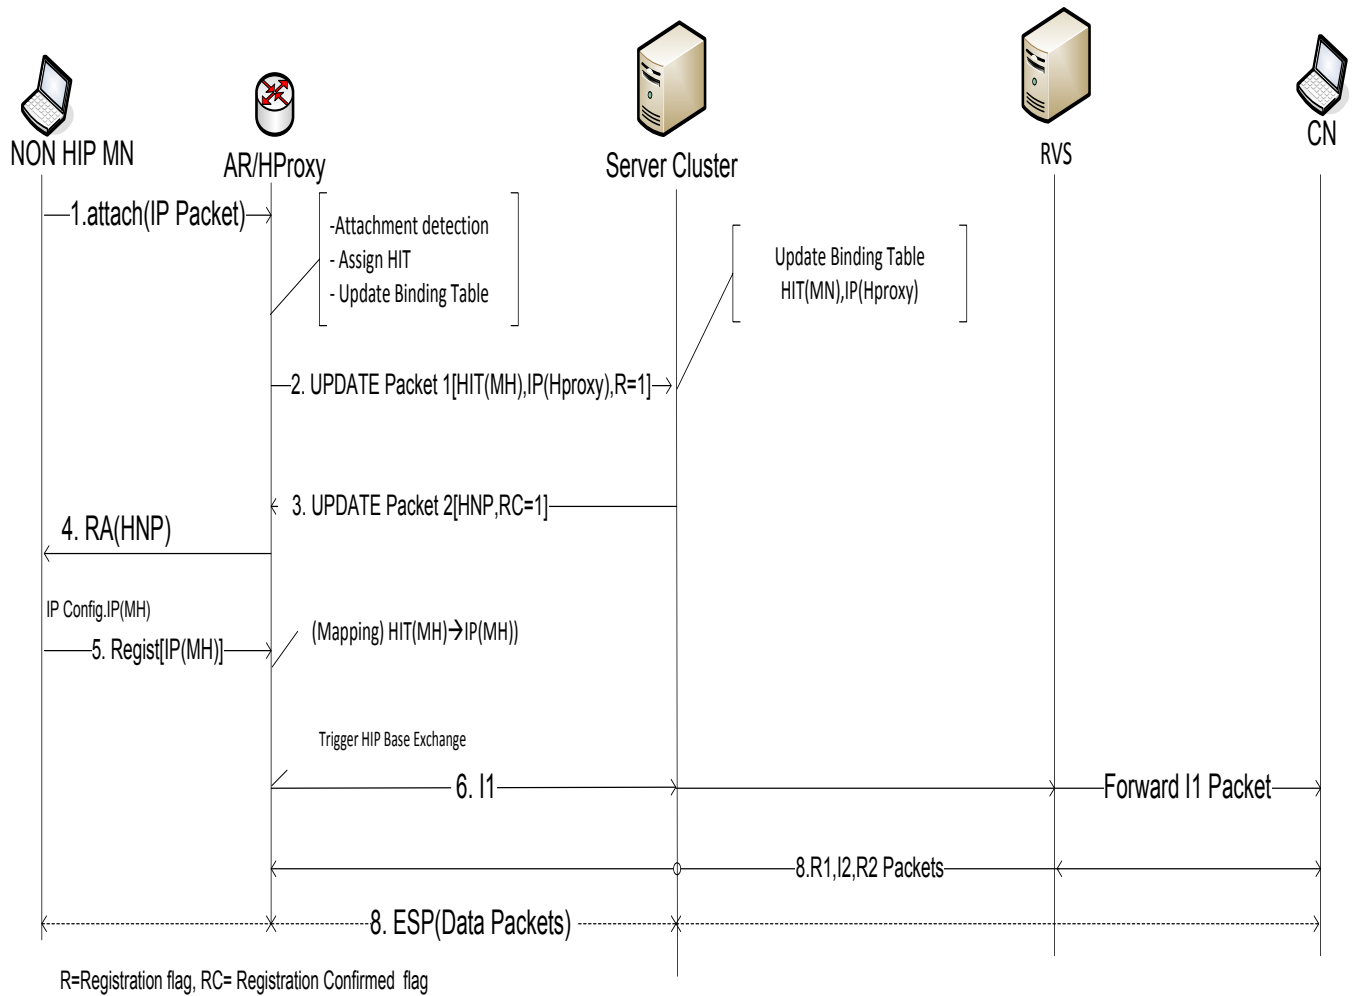 NON HIP MN
AR/HProxy
Server Cluster
RVS
CN
1.attach(IP Packet)
-Attachment detection
- Assign HIT
- Update Binding Table
Update Binding Table
HIT(MN),IP(Hproxy)
2. UPDATE Packet 1[HIT(MH),IP(Hproxy),R=1]
3. UPDATE Packet 2[HNP,RC=1]
4. RA(HNP)
IP Config.IP(MH)
5. Regist[IP(MH)]
(Mapping) HIT(MH)→IP(MH))
Trigger HIP Base Exchange
6. I1
Forward I1 Packet
8.R1,I2,R2 Packets
8. ESP(Data Packets)
R=Registration flag, RC= Registration Confirmed flag